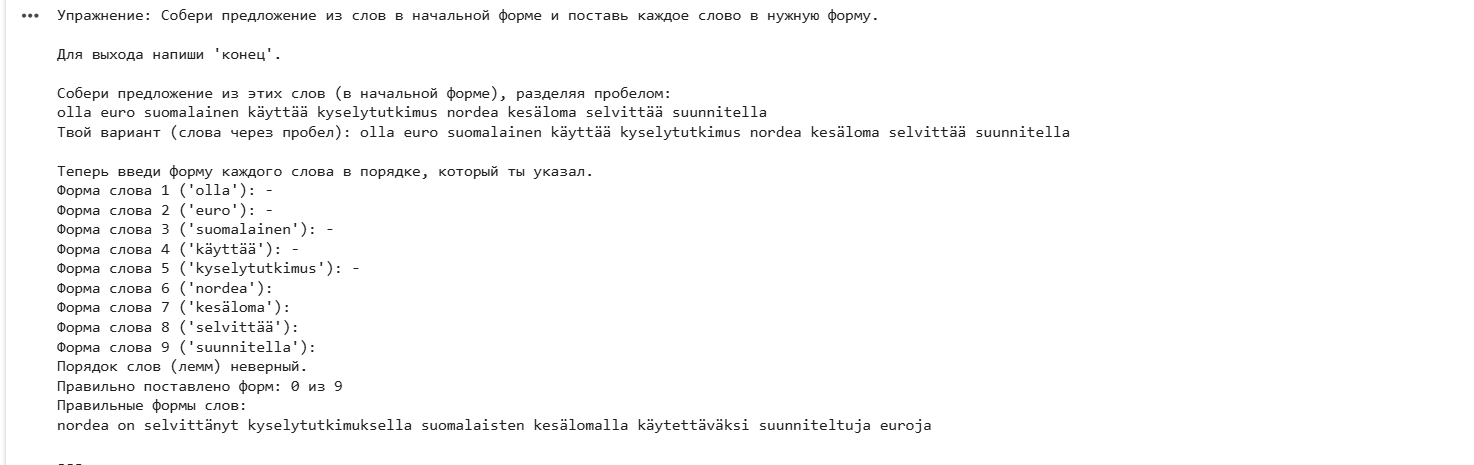 ••• Упражнение: Собери предложение из слов в начальной форме и поставь каждое слово в нужную форму.
Для выхода напиши 'конец'.
Собери предложение из этих слов (в начальной форме), разделяя пробелом:
olla euro suomalainen käyttää kyselytutkimus nordea kesäloma selvittää suunnitella
Твой вариант (слова через пробел): olla euro suomalainen käyttää kyselytutkimus nordea kesäloma selvittää suunnitella
Теперь введи форму каждого слова в порядке, который ты указал.
Форма слова 1 ('olla'): -
Форма слова 2 ('euro'): -
Форма слова 3 ('suomalainen'): -
Форма слова 4 ('käyttää'): -
Форма слова 5 ('kyselytutkimus'): -
Форма слова 6 ('nordea'):
Форма слова 7 ('kesäloma'):
Форма слова 8 ('selvittää'):
Форма слова 9 ('suunnitella'):
Порядок слов (лемм) неверный.
Правильно поставлено форм: 0 из 9
Правильные формы слов:
nordea on selvittänyt kyselytutkimuksella suomalaisten kesälomalla käytettäväksi suunniteltuja euroja
---